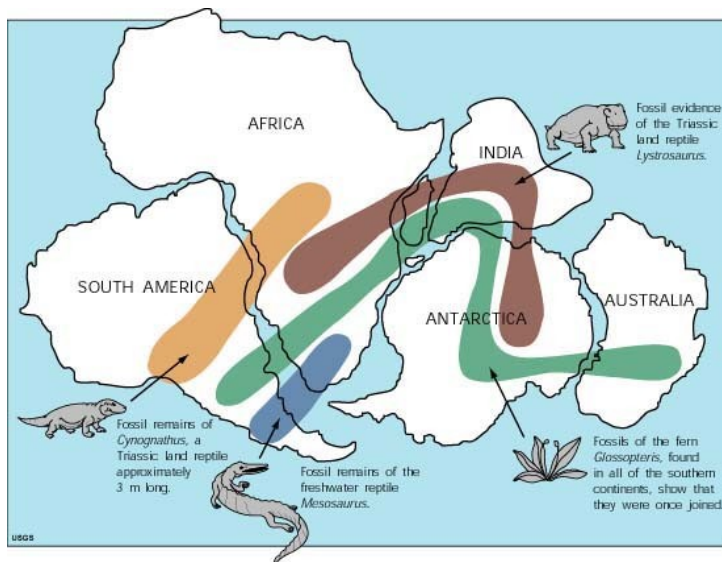 AFRICA
Fossil evidence
of the Triassic
land reptile
Lystrosaurus.
INDIA
SOUTH AMERICA
ANTARCTICA
AUSTRALIA
Fossil remains of
Cynognathus, a
Triassic land reptile
approximately
3 m long.
Fossil remains of the
freshwater reptile
Mesosaurus.
Fossils of the fern
Glossopteris, found
in all of the southern
continents, show that
they were once joined.
USGS